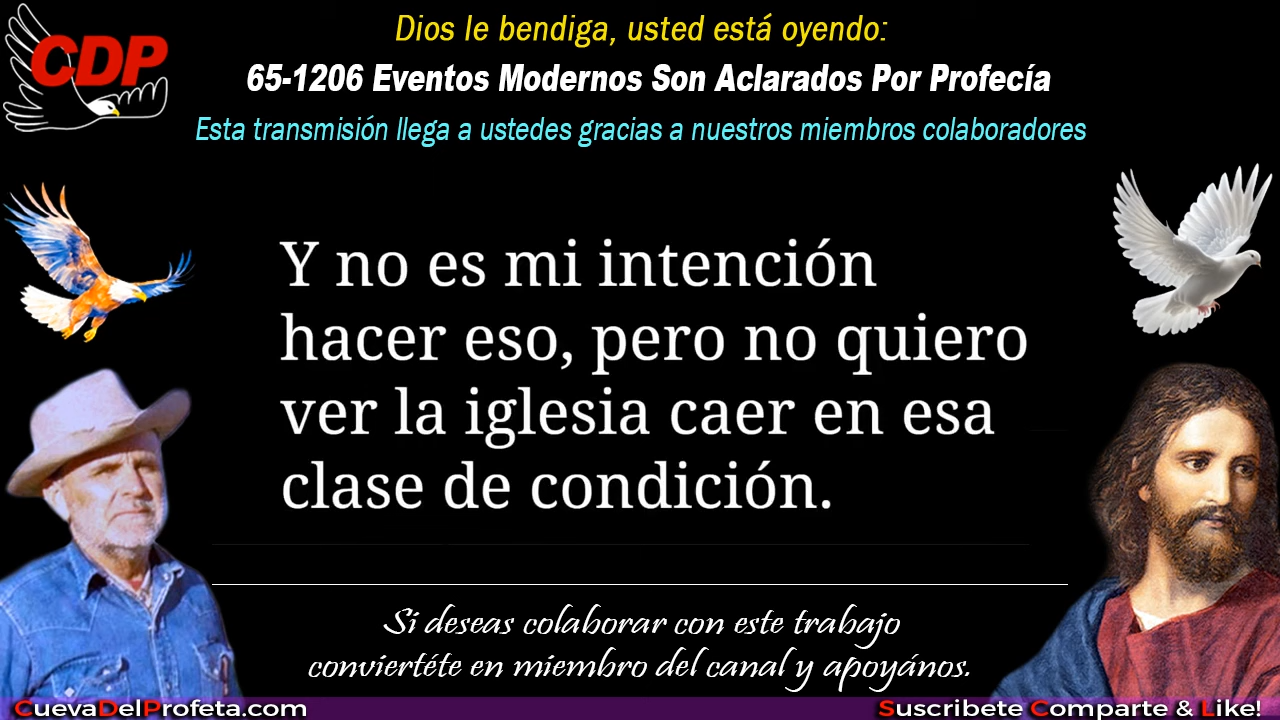 CDP
Dios le bendiga, usted está oyendo:
65-1206 Eventos Modernos Son Aclarados Por Profecía
Esta transmisión llega a ustedes gracias a nuestros miembros colaboradores
Y no es mi intención
hacer eso, pero no quiero
ver la iglesia caer en esa
clase de condición.
Si deseas colaborar con este trabajo
conviertéte en miembro del canal y apoyános.
CuevaDelProfeta.com
Suscribete Comparte & Like!